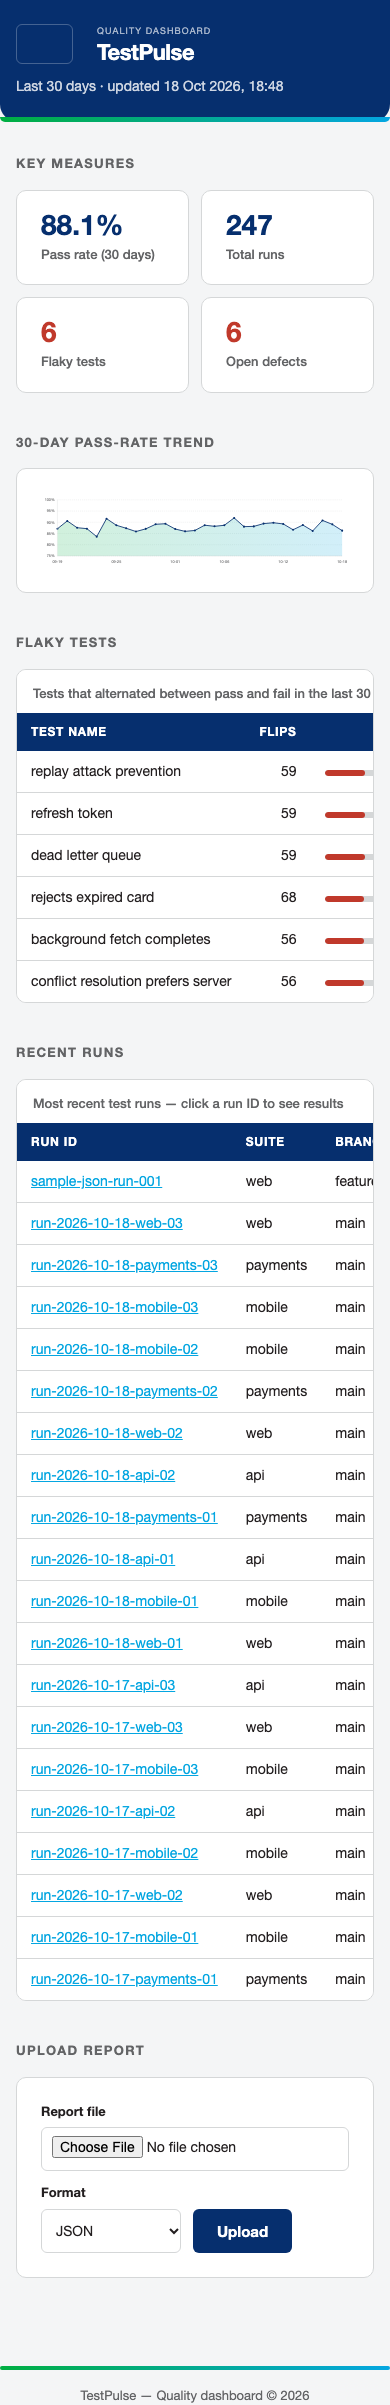 QUALITY DASHBOARD
TestPulse
Last 30 days · updated 18 Oct 2026, 18:48
KEY MEASURES
88.1%
Pass rate (30 days)
247
Total runs
6
Flaky tests
6
Open defects
30-DAY PASS-RATE TREND
100%
95%
90%
85%
80%
75%
FLAKY TESTS
Tests that alternated between pass and fail in the last 30
TEST NAME FLIPS
replay attack prevention 59
refresh token 59
dead letter queue 59
rejects expired card 68
background fetch completes 56
conflict resolution prefers server 56
RECENT RUNS
Most recent test runs — click a run ID to see results
RUN ID SUITE BRAN
sample-json-run-001 web feature
run-2026-10-18-web-03 web main
run-2026-10-18-payments-03 payments main
run-2026-10-18-mobile-03 mobile main
run-2026-10-18-mobile-02 mobile main
run-2026-10-18-payments-02 payments main
run-2026-10-18-web-02 web main
run-2026-10-18-api-02 api main
run-2026-10-18-payments-01 payments main
run-2026-10-18-api-01 api main
run-2026-10-18-mobile-01 mobile main
run-2026-10-18-web-01 web main
run-2026-10-17-api-03 api main
run-2026-10-17-web-03 web main
run-2026-10-17-mobile-03 mobile main
run-2026-10-17-api-02 api main
run-2026-10-17-mobile-02 mobile main
run-2026-10-17-web-02 web main
run-2026-10-17-mobile-01 mobile main
run-2026-10-17-payments-01 payments main
UPLOAD REPORT
Report file
Choose File No file chosen
Format
JSON Upload
TestPulse — Quality dashboard © 2026